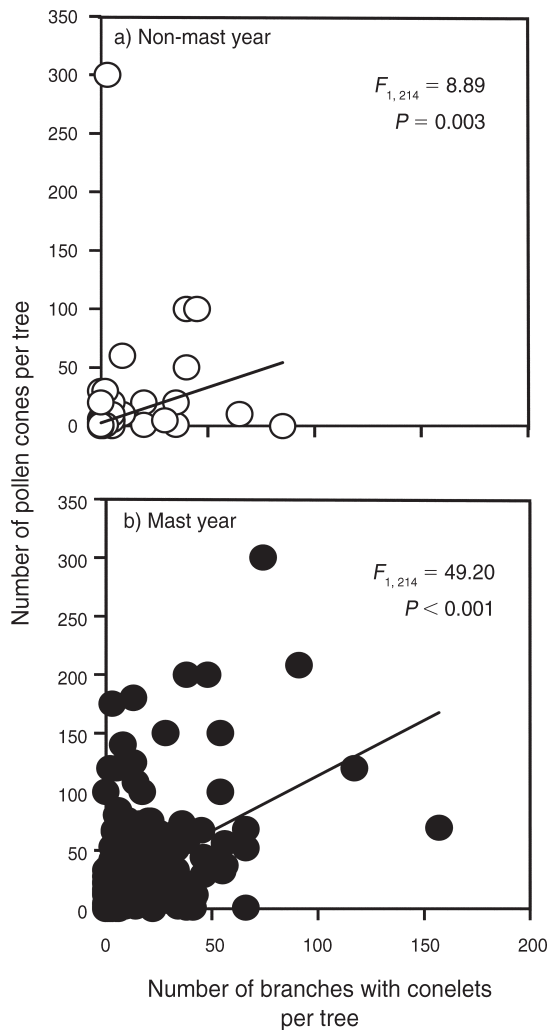 350
a) Non-mast year
300
F1, 214 = 8.89
250
P = 0.003
200
150
100
50
0
Number of pollen cones per tree
350
b) Mast year
300
F1, 214 = 49.20
250
P < 0.001
200
150
100
50
0
0 50 100 150 200
Number of branches with conelets
per tree